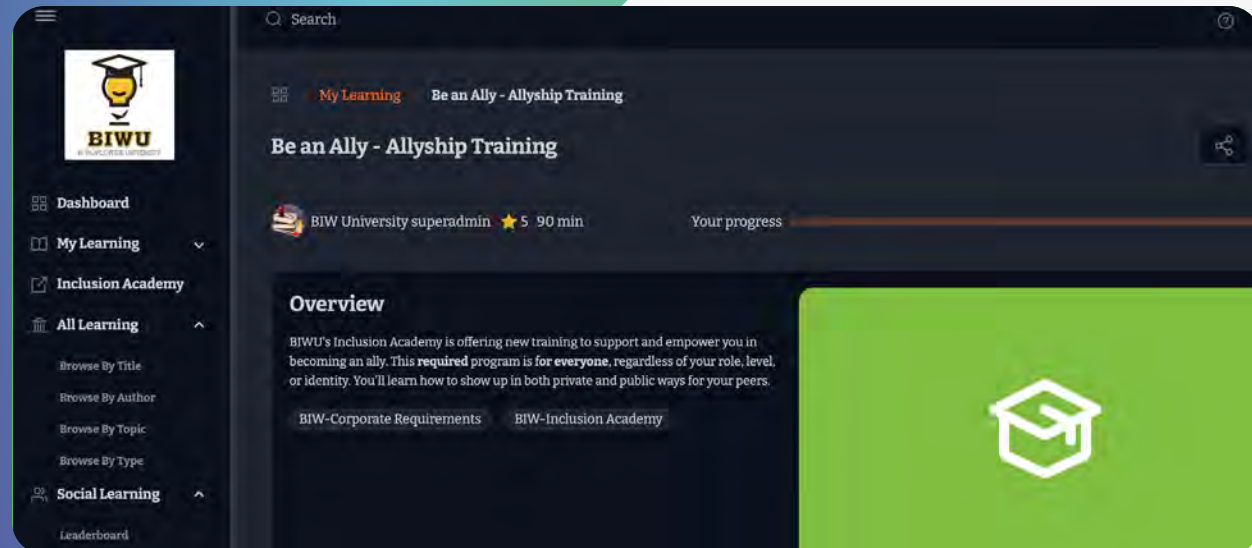 Search
BIWU
My Learning
Be an Ally - Allyship Training
Be an Ally - Allyship Training
BIW University superadmin 5 90 min
Your progress
Dashboard
My Learning
Inclusion Academy
All Learning
Browse By Title
Browse By Author
Browse By Topic
Browse By Type
Social Learning
Leaderboard
Overview
BIWU's Inclusion Academy is offering new training to support and empower you in
becoming an ally. This required program is for everyone, regardless of your role, level,
or identity. You'll learn how to show up in both private and public ways for your peers.
BIW-Corporate Requirements
BIW-Inclusion Academy